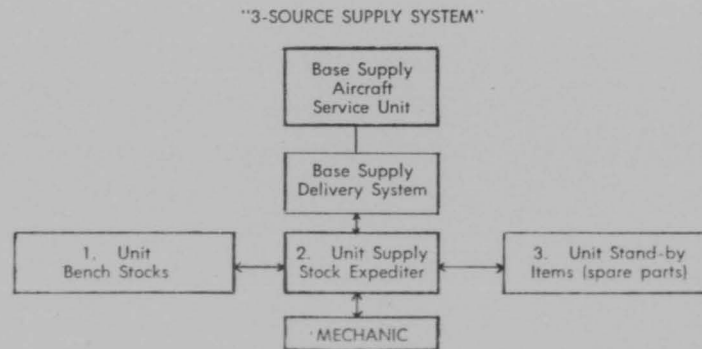 "3-SOURCE SUPPLY SYSTEM"
Base Supply
Aircraft
Service Unit
Base Supply
Delivery System
1. Unit
Bench Stocks
2. Unit Supply
Stock Expediter
3. Unit Stand-by
Items (spare parts)
MECHANIC